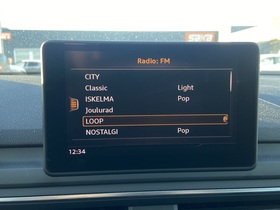 Radio: FM
CITY
Classic Light
ISKELMA Pop
Joulurad
LOOP
NOSTALGI Pop
12:34